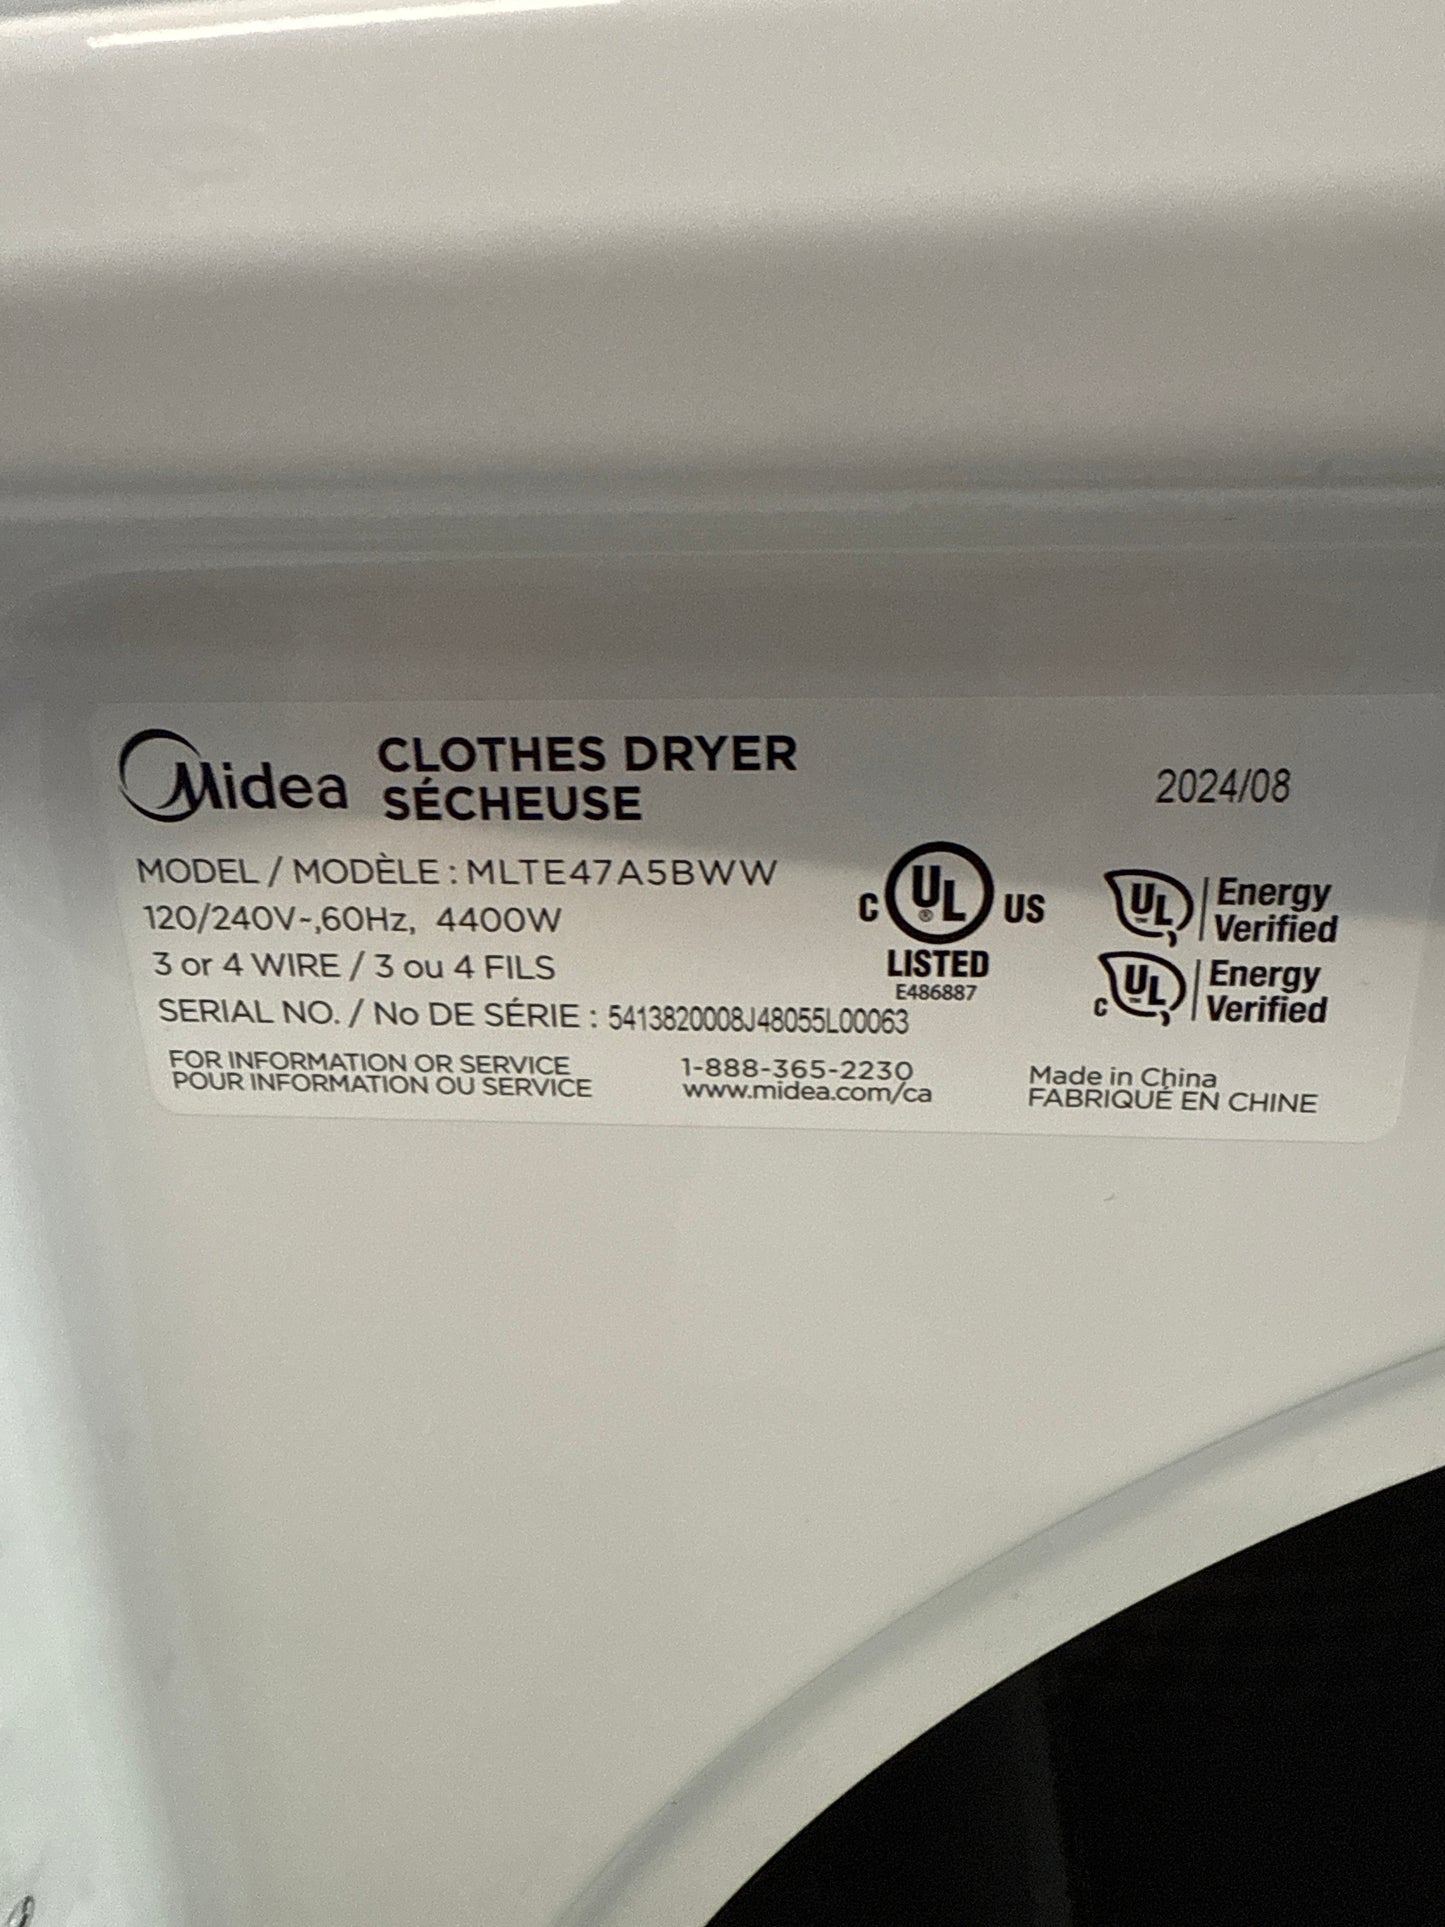 Midea CLOTHES DRYER
SÉCHEUSE
2024/08
MODEL / MODÈLE : MLTE47A5BWW
120/240V~,60Hz, 4400W
3 or 4 WIRE / 3 ou 4 FILS
SERIAL NO. / No DE SÉRIE : 5413820008J48055L00063
C UL ® US
LISTED
E486887
UL Energy
Verified
C UL Energy
Verified
FOR INFORMATION OR SERVICE
POUR INFORMATION OU SERVICE
1-888-365-2230
www.midea.com/ca
Made in China
FABRIQUÉ EN CHINE